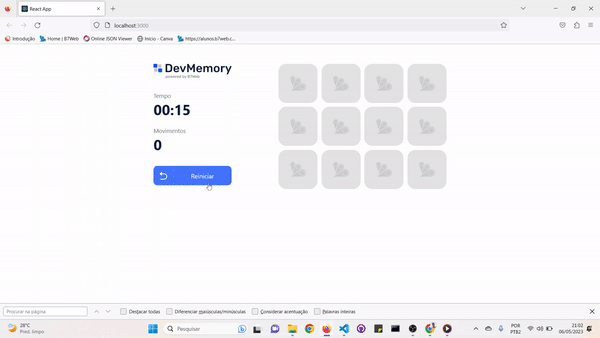 React App
localhost:3000
Introdução
Home | B7Web
Online JSON Viewer
Início - Canva
https://alunos.b7web.c...
DevMemory
powered by B7Web
Tempo
00:15
Movimentos
0
Reiniciar
Procurar na página
Destacar todas
Diferenciar maiúsculas/minúsculas
Considerar acentuação
Palavras inteiras
28°C
Pred. limpo
Pesquisar
POR
PTB2
21:02
06/05/2023